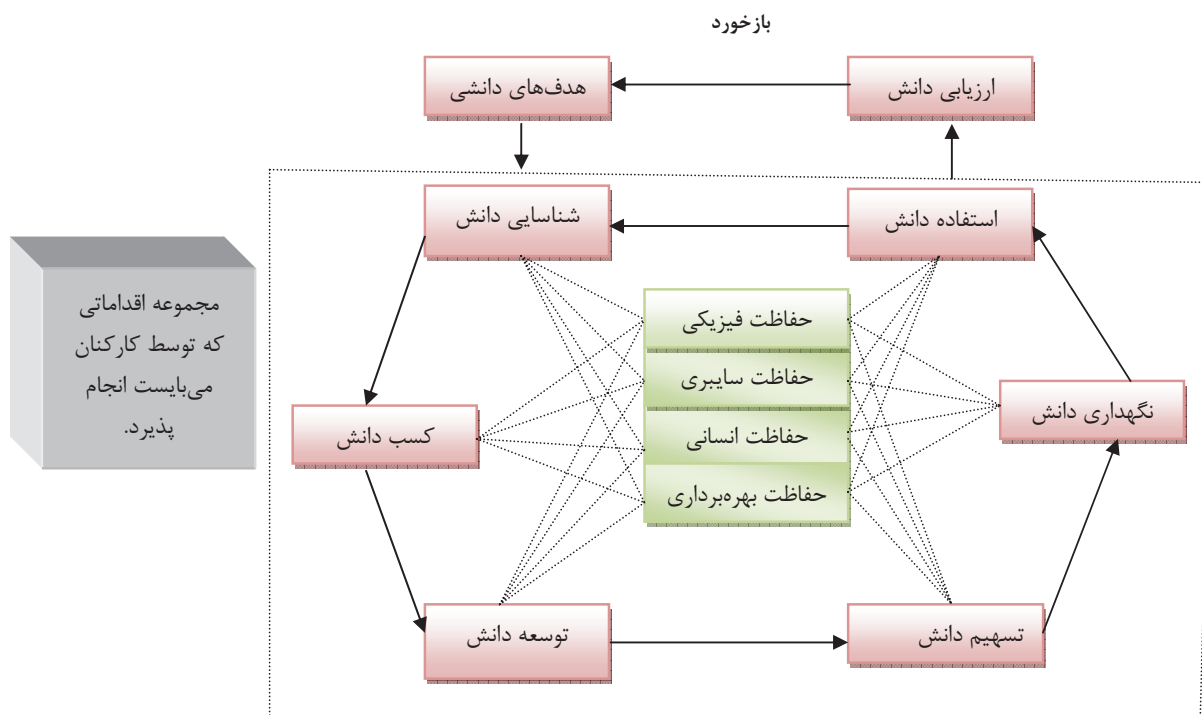 بازخورد
ارزیابی دانش
هدف‌های دانشی
استفاده دانش
شناسایی دانش
مجموعه اقداماتی
که توسط کارکنان
می‌بایست انجام
پذیرد.
حفاظت فیزیکی
حفاظت سایبری
حفاظت انسانی
حفاظت بهره‌برداری
نگهداری دانش
کسب دانش
تسهیم دانش
توسعه دانش